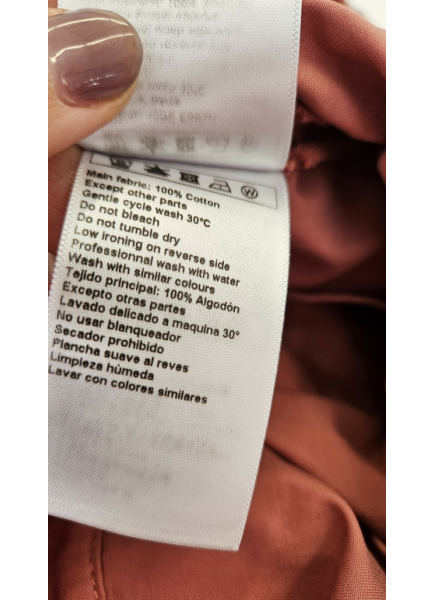 Main fabric: 100% Cotton
Except other parts
Gentle cycle wash 30°C
Do not bleach
Do not tumble dry
Low ironing on reverse side
Professionnal wash with water
Wash with similar colours
Tejido principal: 100% Algodón
Excepto otras partes
Lavado delicado a maquina 30°
No usar blanqueador
Secador prohibido
Plancha suave al reves
Limpieza hùmeda
Lavar con colores similares